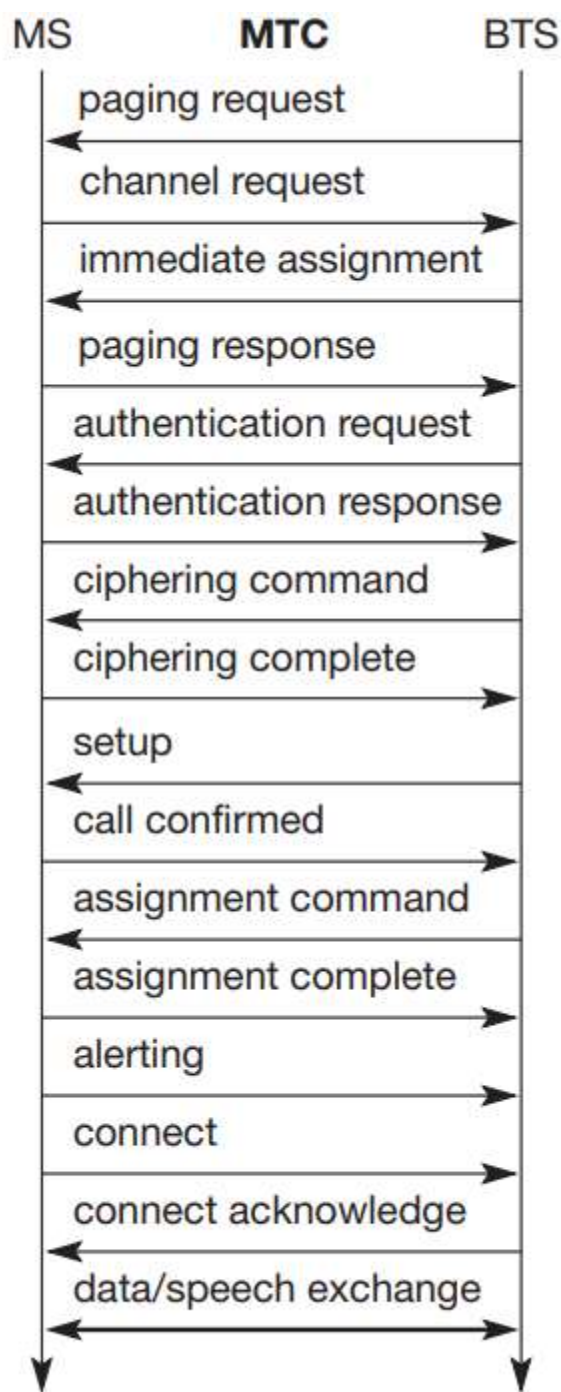 MS MTC BTS
paging request
channel request
immediate assignment
paging response
authentication request
authentication response
ciphering command
ciphering complete
setup
call confirmed
assignment command
assignment complete
alerting
connect
connect acknowledge
data/speech exchange